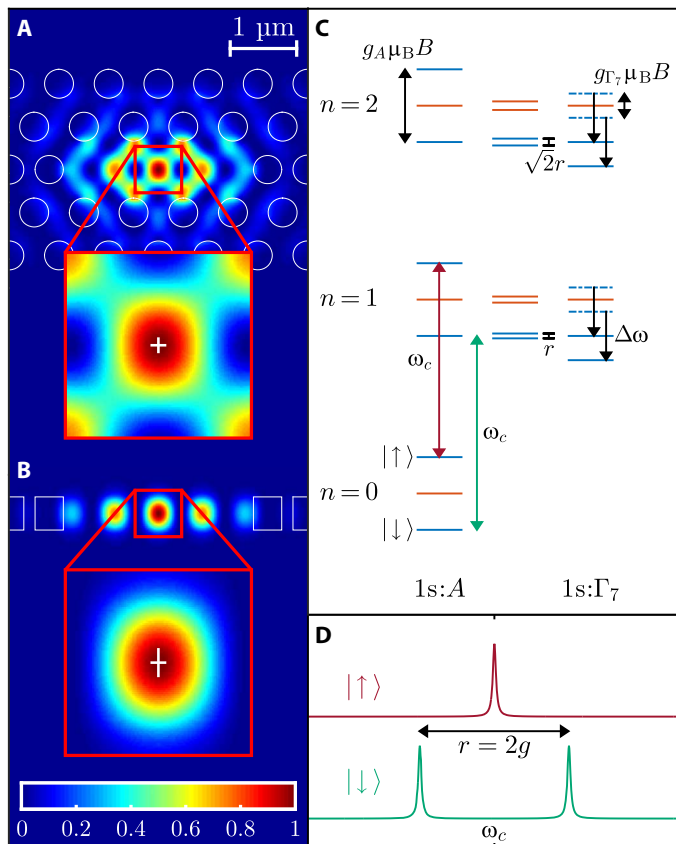 A
1 µm
B
0 0.2 0.4 0.6 0.8 1
C
g_A µ_B B
g_Γ₇ µ_B B
n = 2
√2r
n = 1
r
Δω
ω_c
ω_c
|↑⟩
n = 0
|↓⟩
1s:A 1s:Γ₇
D
|↑⟩
r = 2g
|↓⟩
ω_c